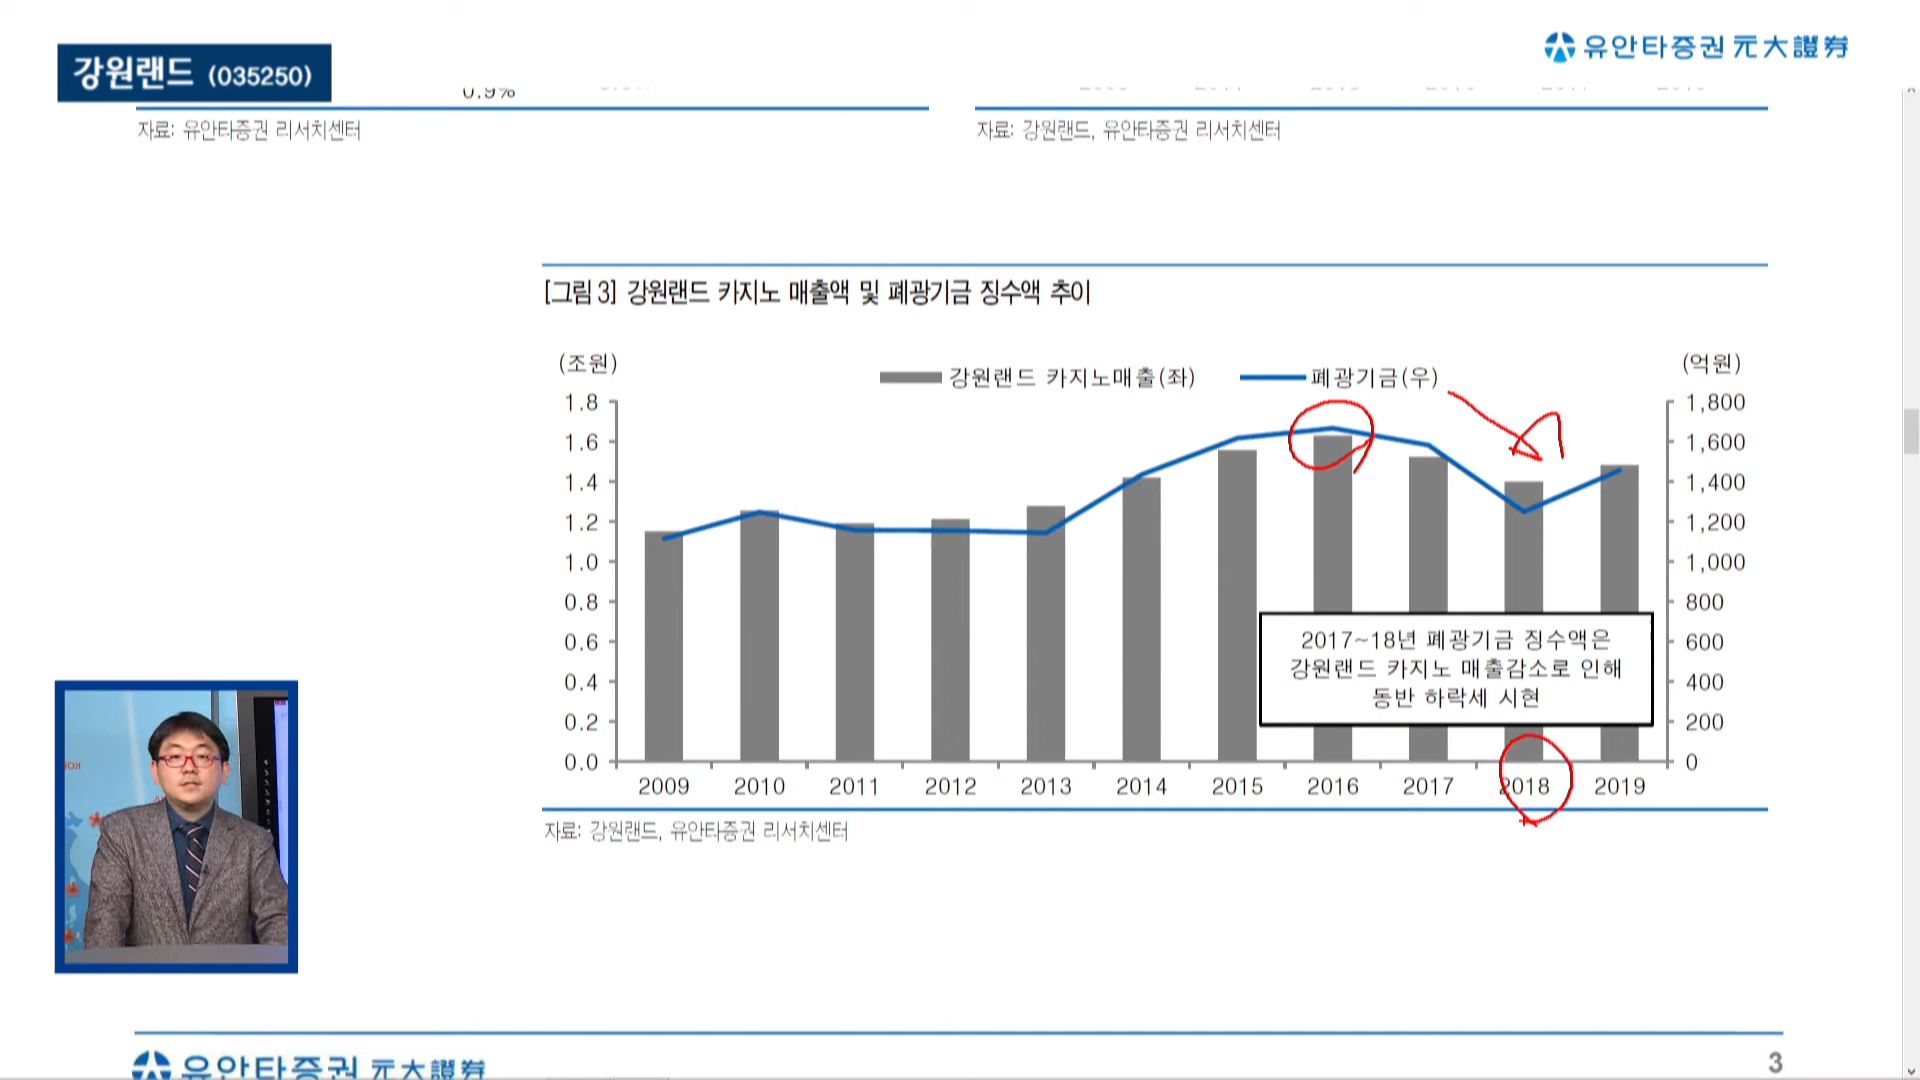 강원랜드 (035250)
유안타증권 元大證券
0.9%
자료: 유안타증권 리서치센터
자료: 강원랜드, 유안타증권 리서치센터
[그림 3] 강원랜드 카지노 매출액 및 폐광기금 징수액 추이
(조원)
(억원)
강원랜드 카지노매출(좌)
폐광기금(우)
1.8
1.6
1.4
1.2
1.0
0.8
0.6
0.4
0.2
0.0
1,800
1,600
1,400
1,200
1,000
800
600
400
200
0
2017~18년 폐광기금 징수액은
강원랜드 카지노 매출감소로 인해
동반 하락세 시현
2009 2010 2011 2012 2013 2014 2015 2016 2017 2018 2019
자료: 강원랜드, 유안타증권 리서치센터
유안타증권 元大證券
3